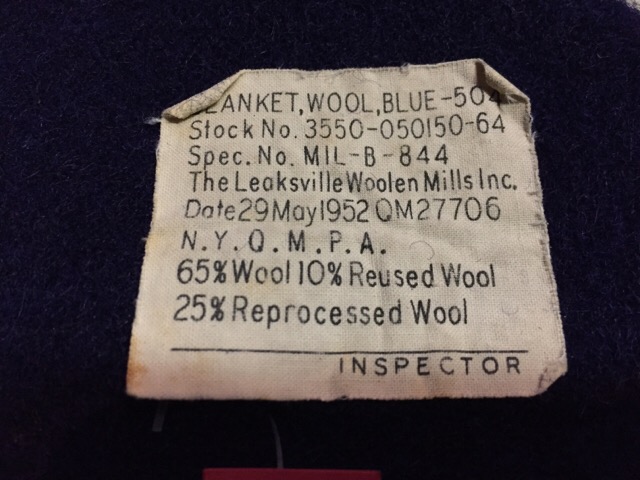 BLANKET,WOOL,BLUE-504
Stock No. 3550-050150-64
Spec. No. MIL-B-844
The Leaksville Woolen Mills Inc.
Date 29 May 1952 QM27706
N.Y.Q.M.P.A.
65% Wool 10% Reused Wool
25% Reprocessed Wool
INSPECTOR